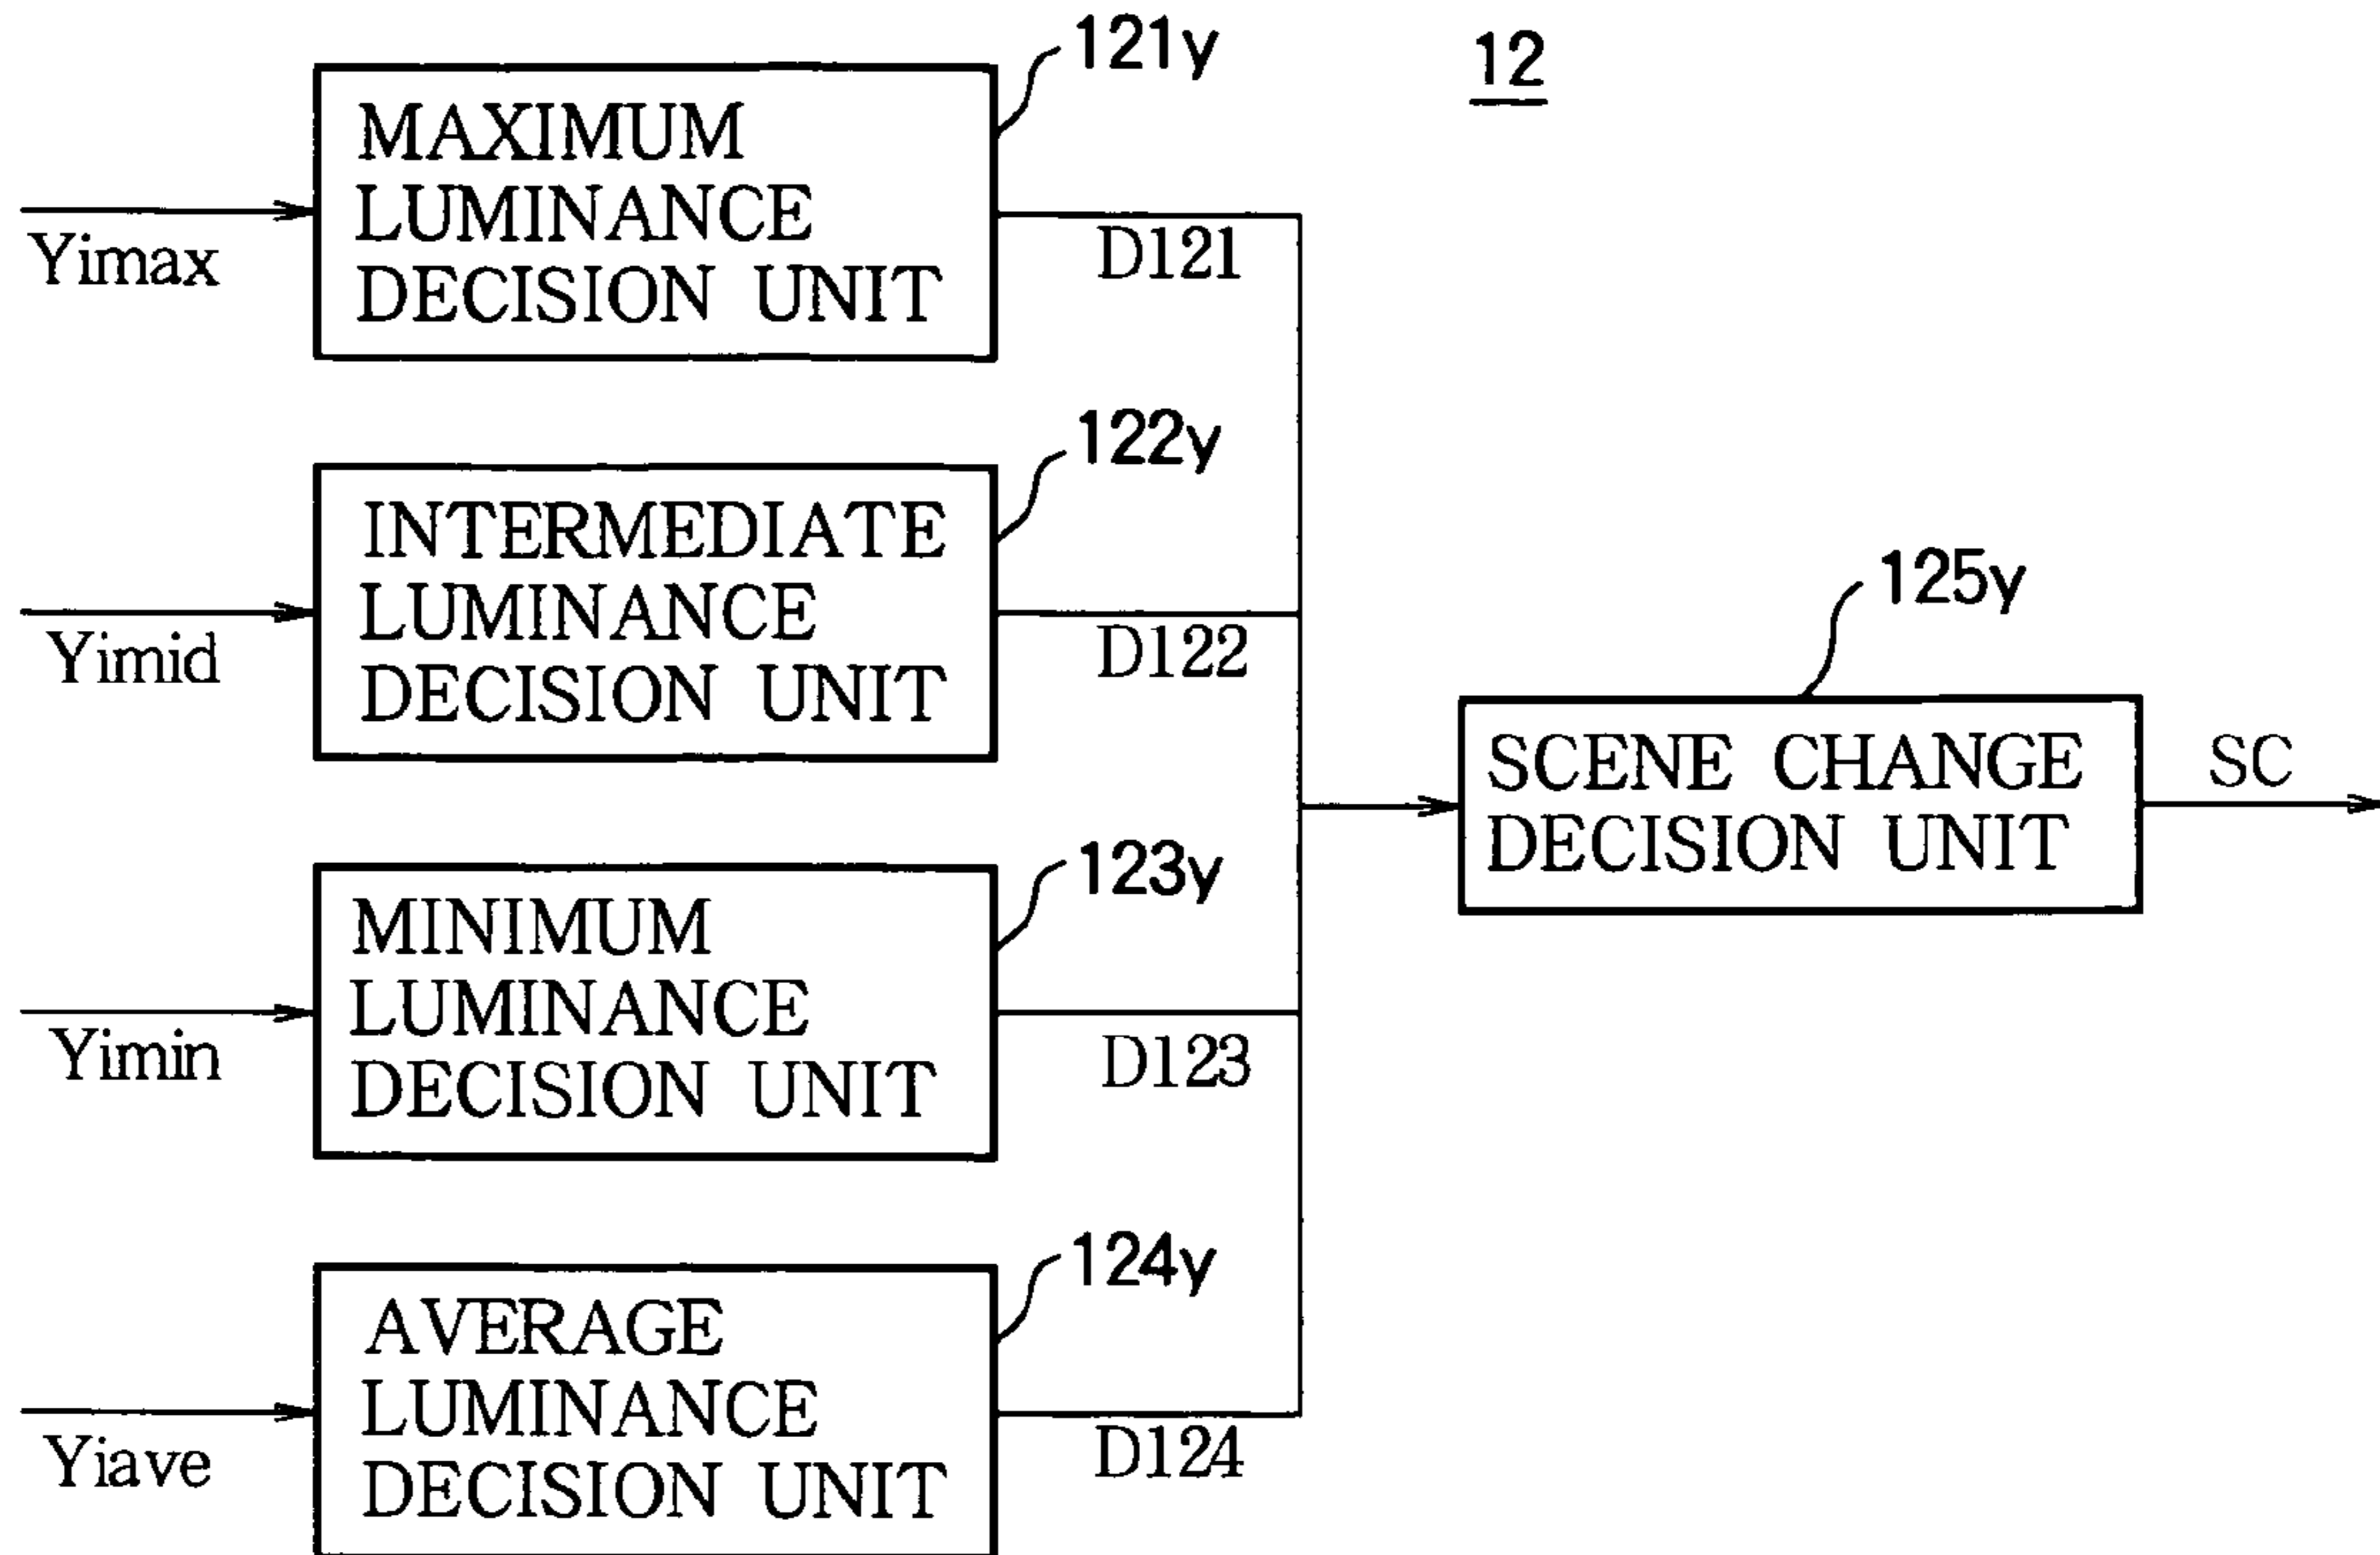 121y
12
MAXIMUM
LUMINANCE
DECISION UNIT
Yimax
D121
122y
INTERMEDIATE
LUMINANCE
DECISION UNIT
Yimid
D122
125y
SCENE CHANGE
DECISION UNIT
SC
123y
MINIMUM
LUMINANCE
DECISION UNIT
Yimin
D123
124y
AVERAGE
LUMINANCE
DECISION UNIT
Yiave
D124